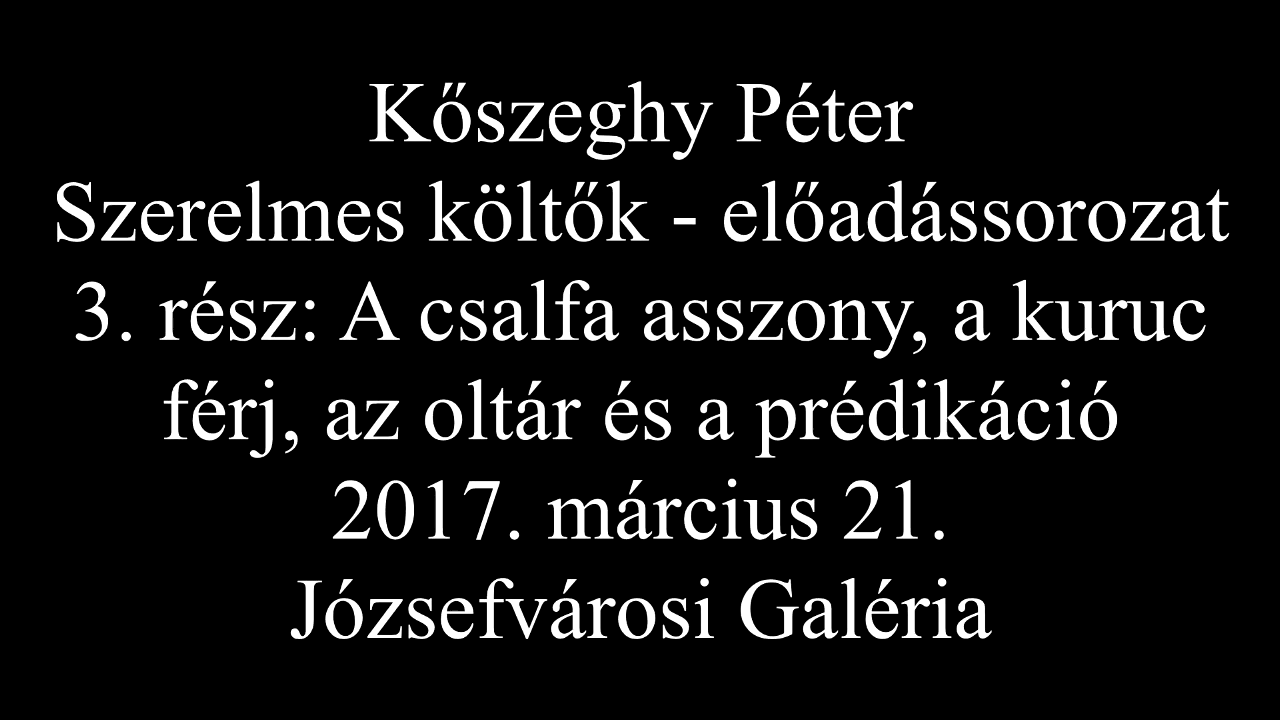 Kőszeghy Péter
Szerelmes költők - előadássorozat
3. rész: A csalfa asszony, a kuruc
férj, az oltár és a prédikáció
2017. március 21.
Józsefvárosi Galéria